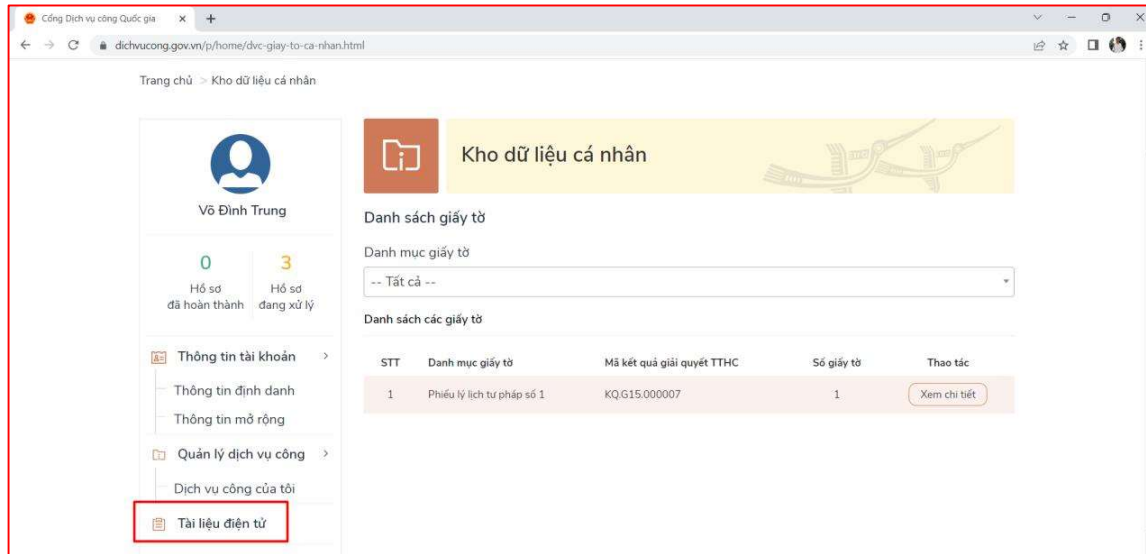 Cổng Dịch vụ công Quốc gia
dichvucong.gov.vn/p/home/dvc-giay-to-ca-nhan.html
Trang chủ > Kho dữ liệu cá nhân
Võ Đình Trung
0 3
Hồ sơ Hồ sơ
đã hoàn thành đang xử lý
Thông tin tài khoản >
Thông tin định danh
Thông tin mở rộng
Quản lý dịch vụ công >
Dịch vụ công của tôi
Tài liệu điện tử
Kho dữ liệu cá nhân
Danh sách giấy tờ
Danh mục giấy tờ
-- Tất cả --
Danh sách các giấy tờ
STT Danh mục giấy tờ Mã kết quả giải quyết TTHC Số giấy tờ Thao tác
1 Phiếu lý lịch tư pháp số 1 KQ.G15.000007 1 Xem chi tiết